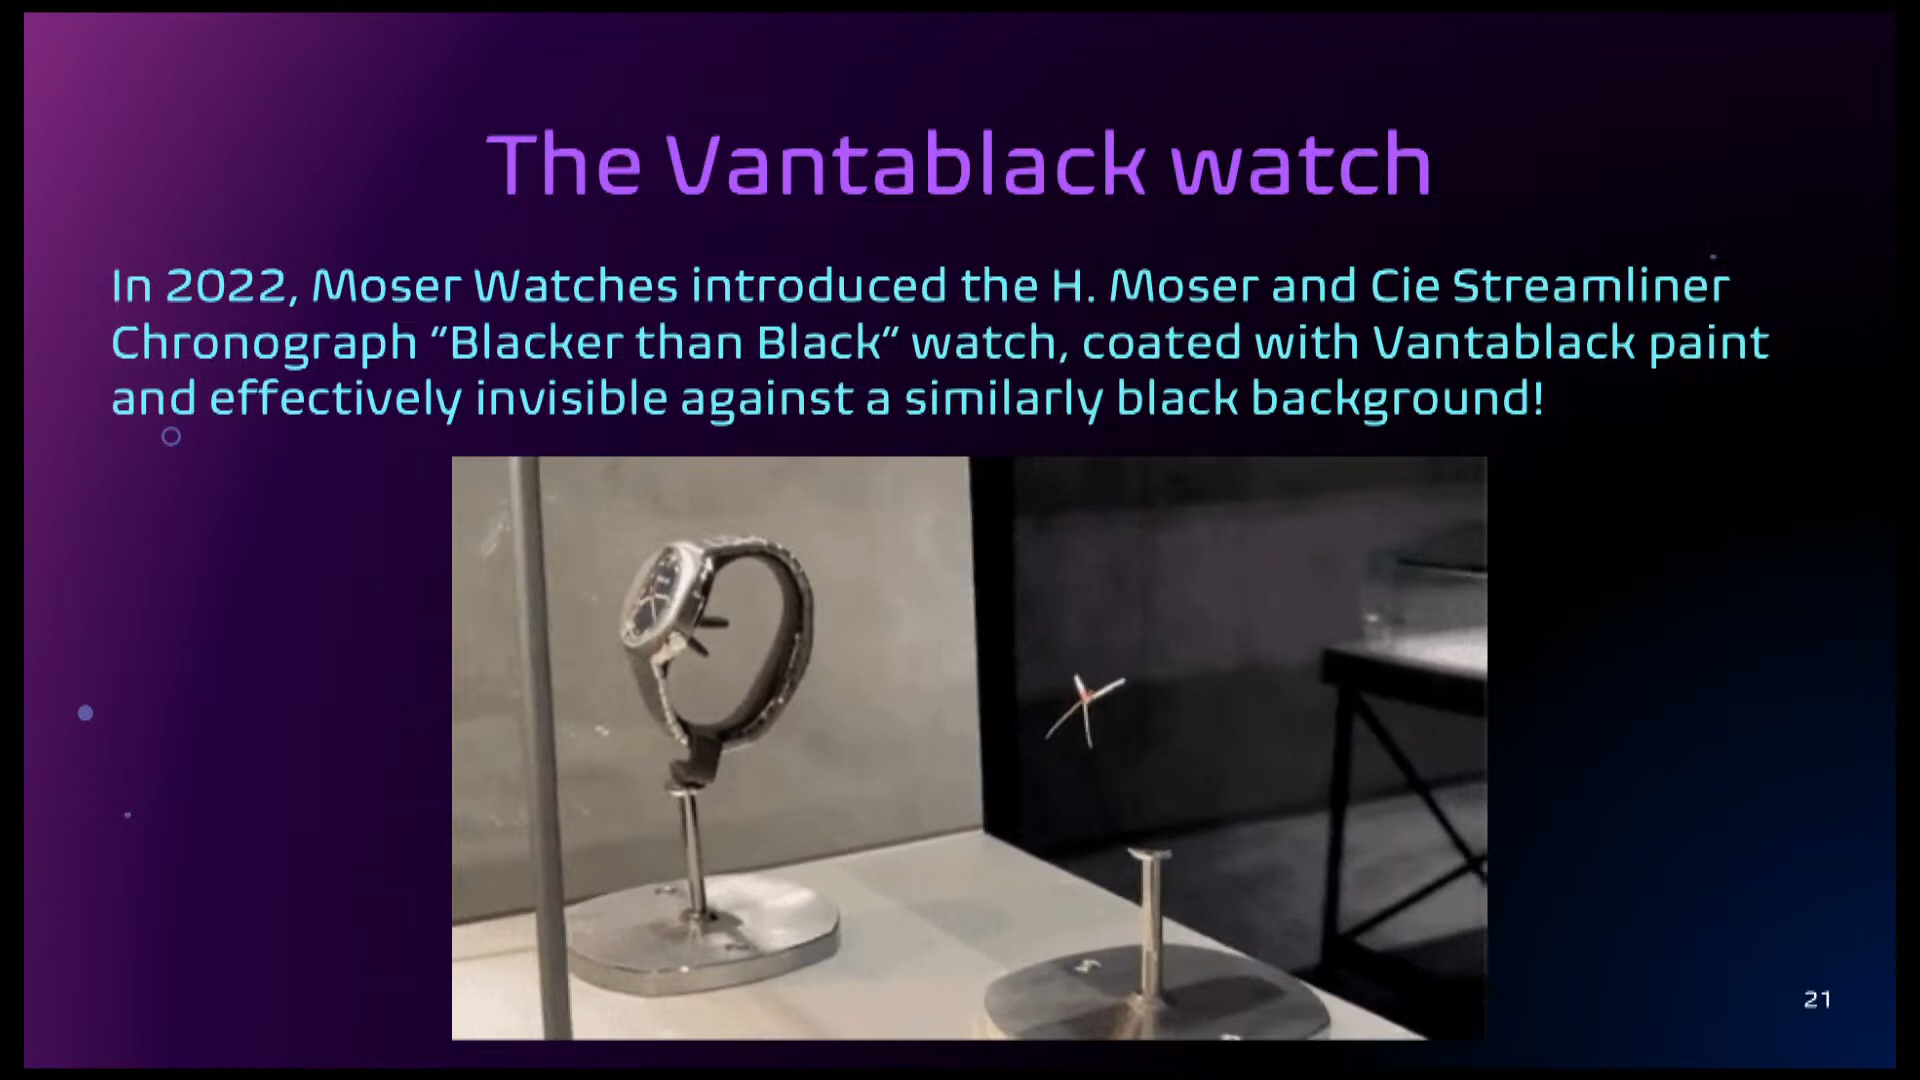 The Vantablack watch
In 2022, Moser Watches introduced the H. Moser and Cie Streamliner
Chronograph “Blacker than Black” watch, coated with Vantablack paint
and effectively invisible against a similarly black background!
21